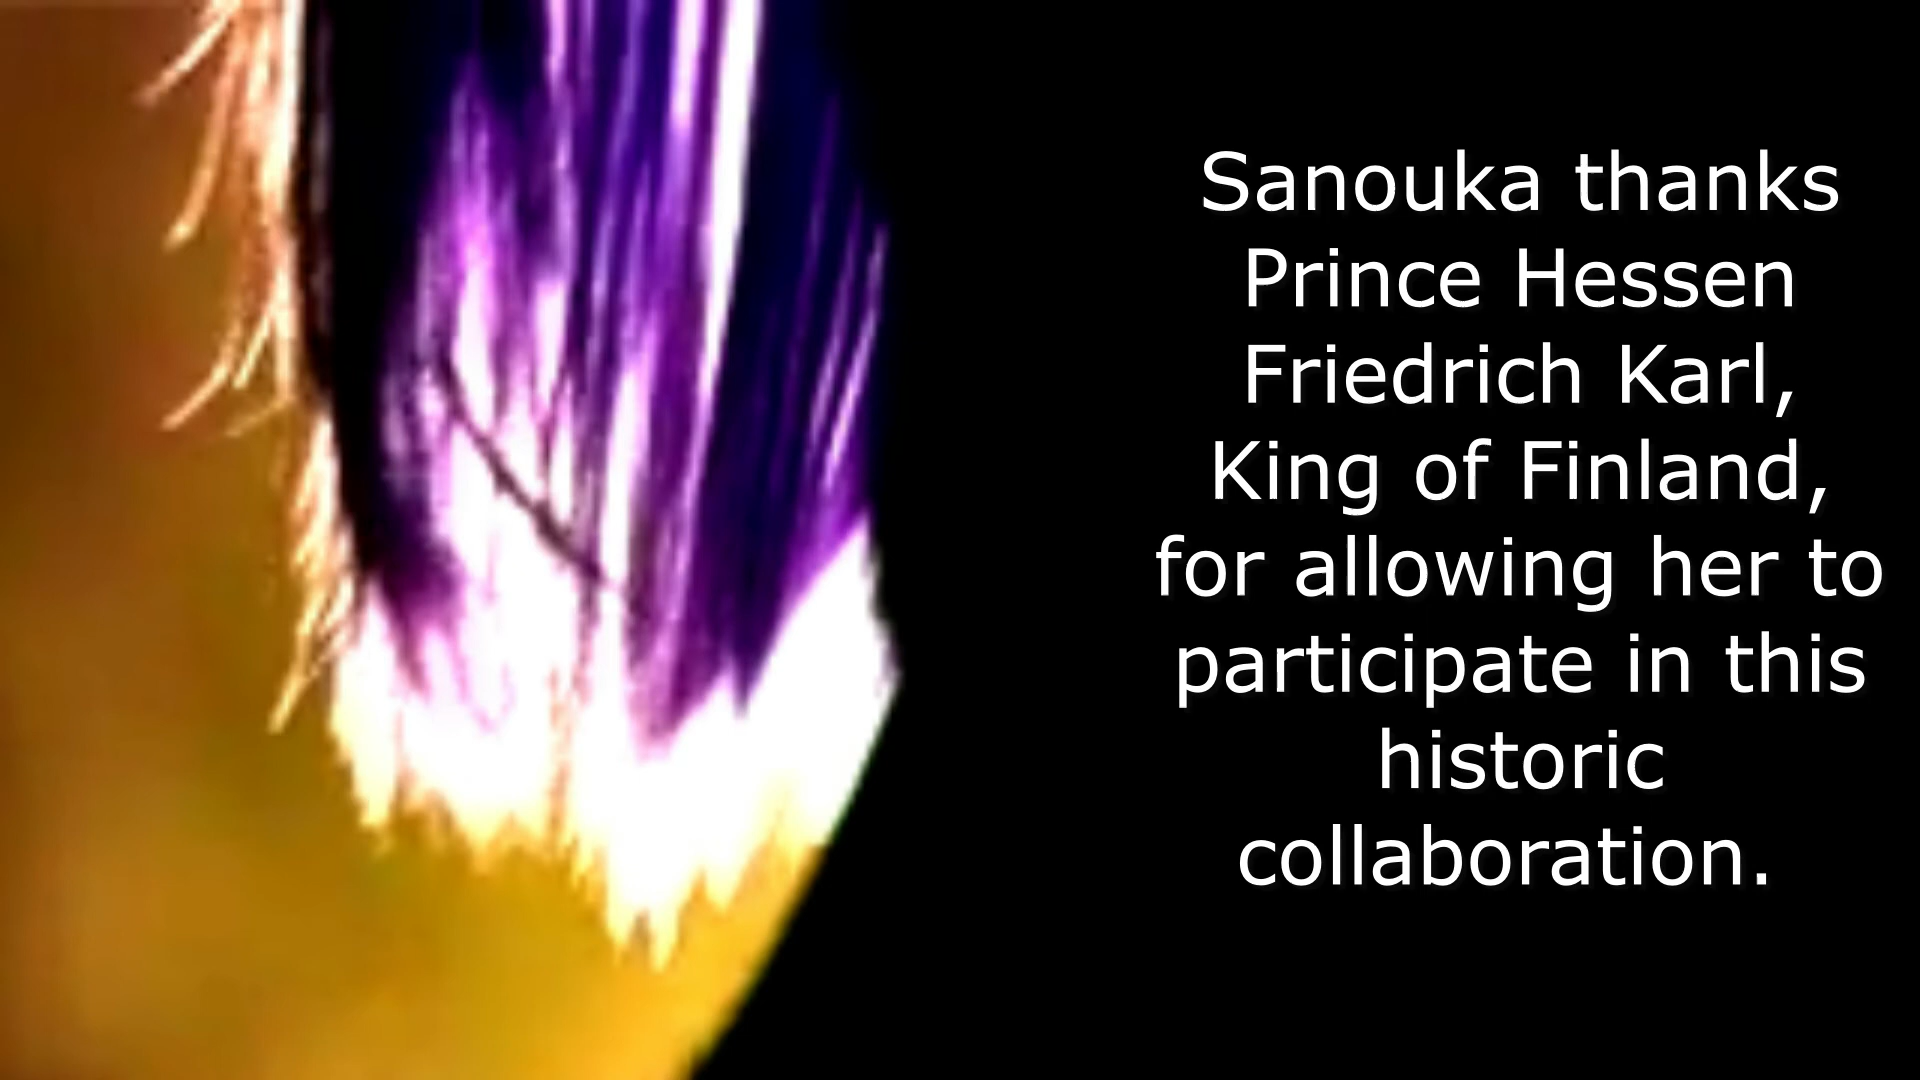 Sanouka thanks
Prince Hessen
Friedrich Karl,
King of Finland,
for allowing her to
participate in this
historic
collaboration.